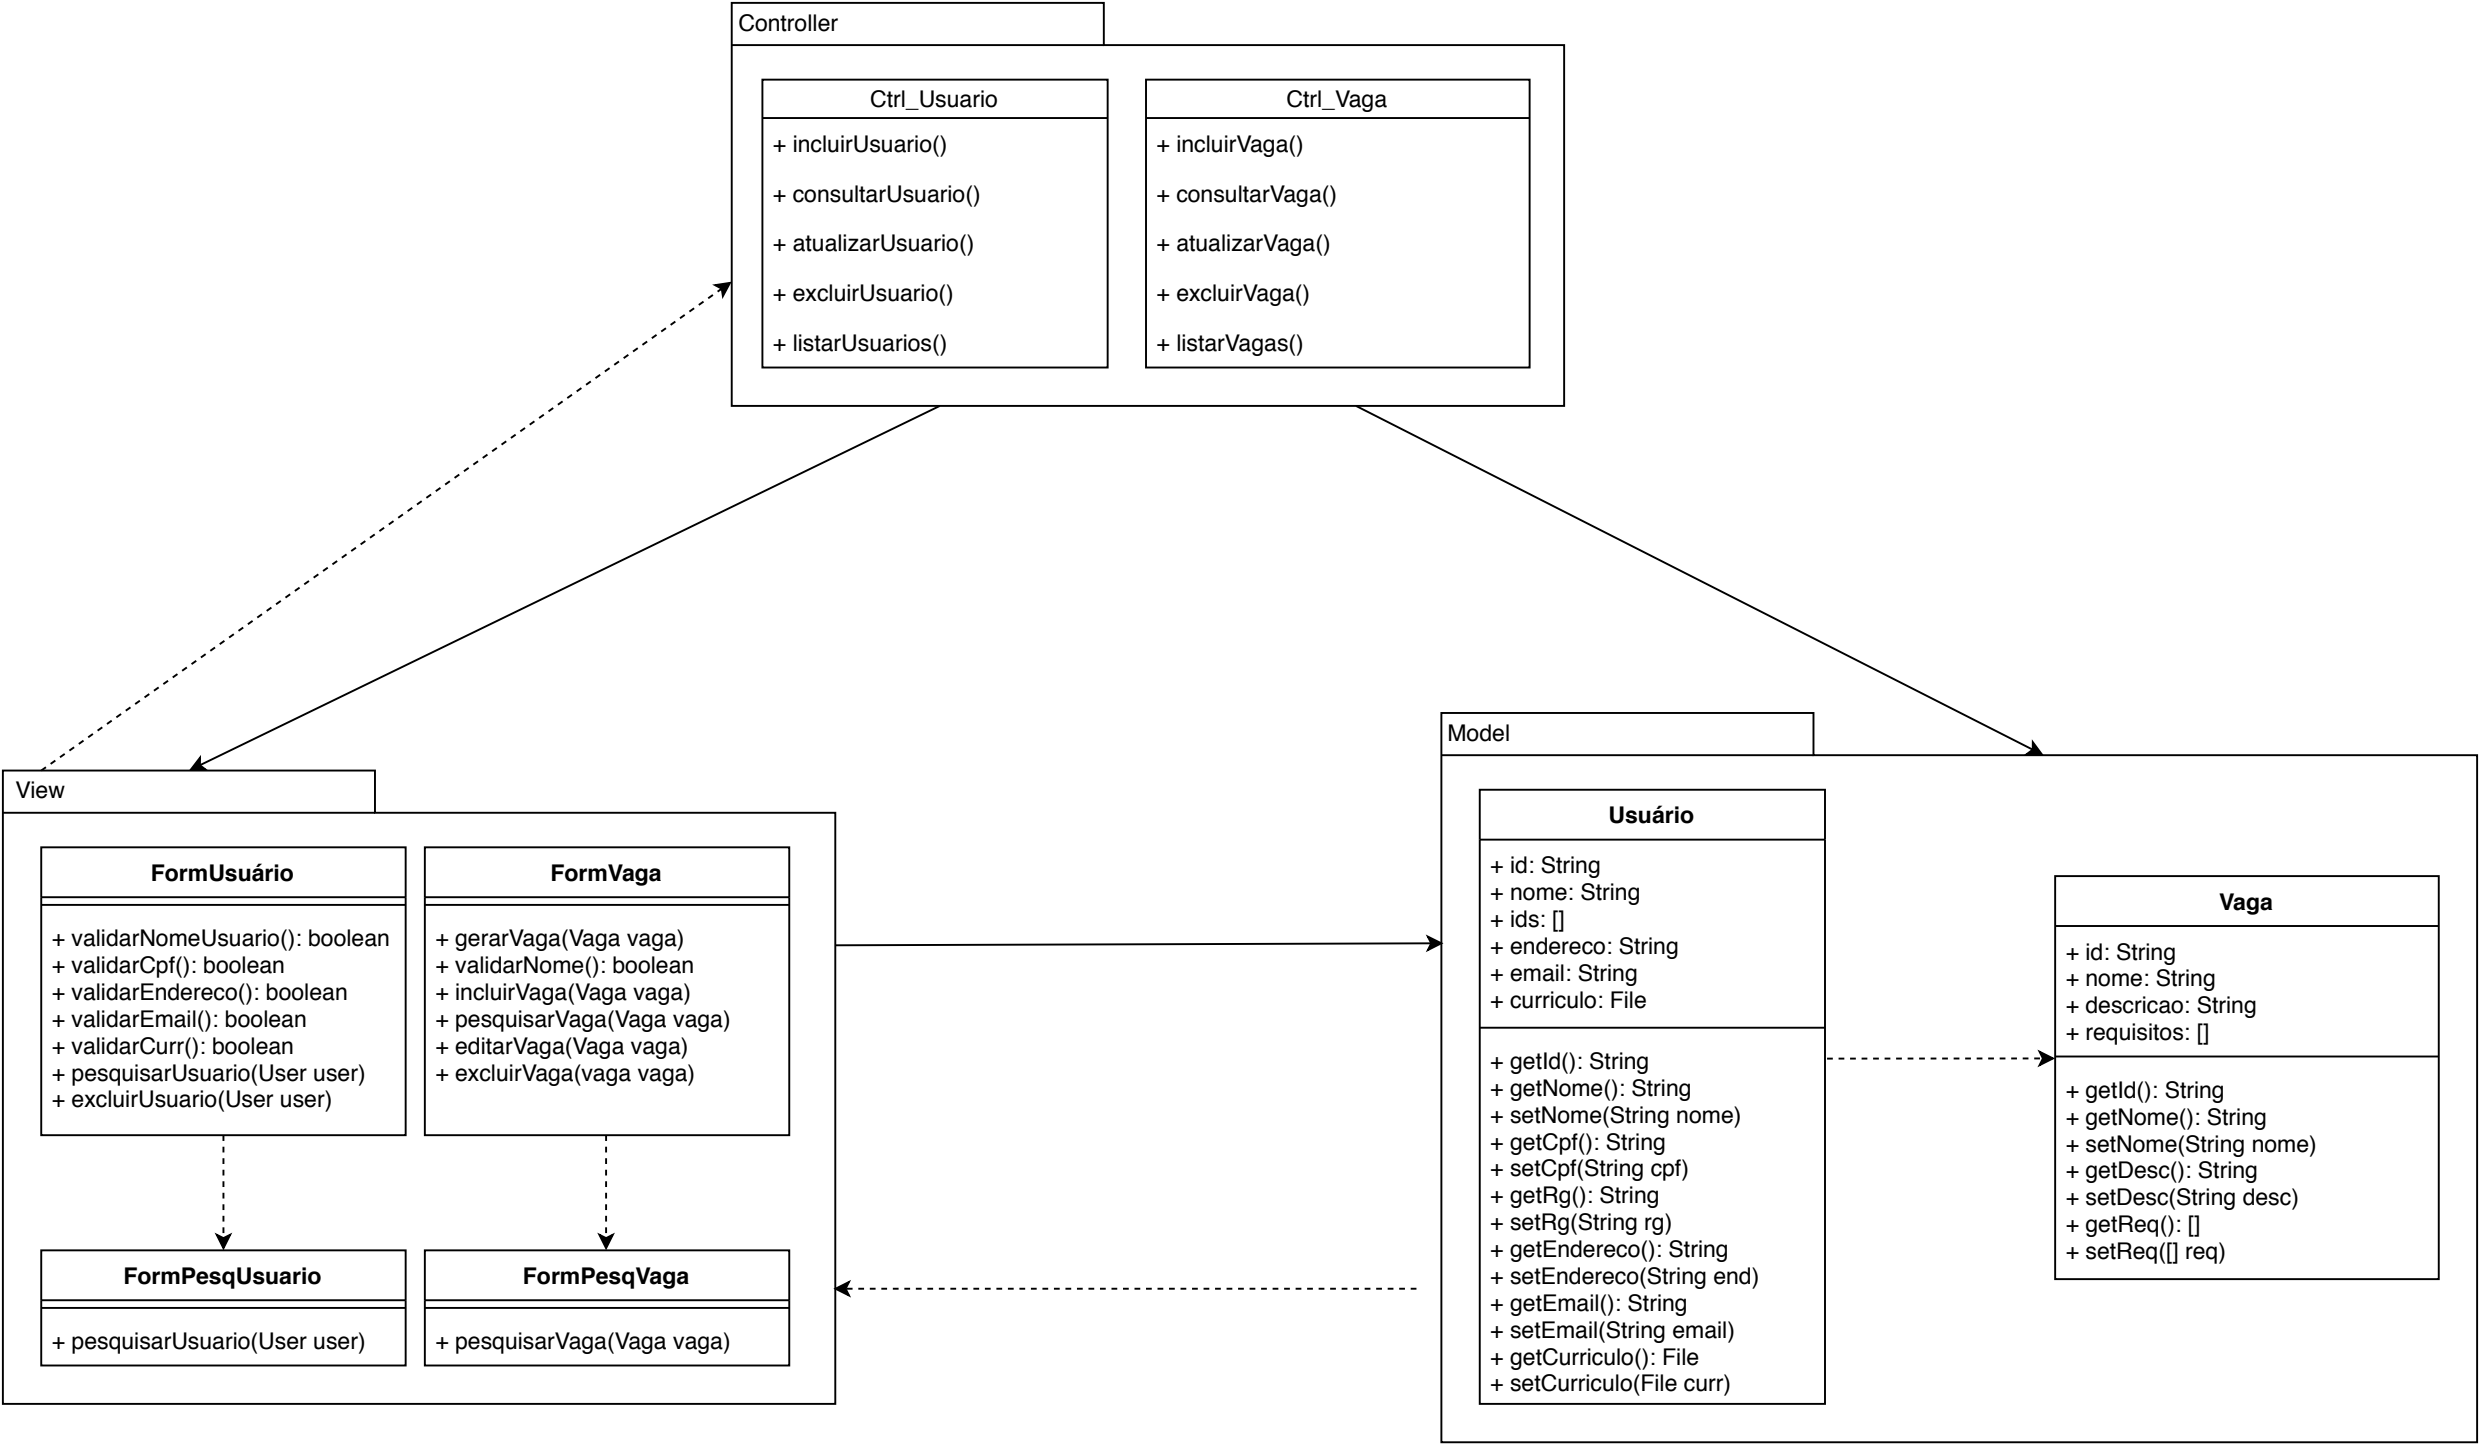 Controller
Ctrl_Usuario
+ incluirUsuario()
+ consultarUsuario()
+ atualizarUsuario()
+ excluirUsuario()
+ listarUsuarios()
Ctrl_Vaga
+ incluirVaga()
+ consultarVaga()
+ atualizarVaga()
+ excluirVaga()
+ listarVagas()
View
FormUsuário
+ validarNomeUsuario(): boolean
+ validarCpf(): boolean
+ validarEndereco(): boolean
+ validarEmail(): boolean
+ validarCurr(): boolean
+ pesquisarUsuario(User user)
+ excluirUsuario(User user)
FormVaga
+ gerarVaga(Vaga vaga)
+ validarNome(): boolean
+ incluirVaga(Vaga vaga)
+ pesquisarVaga(Vaga vaga)
+ editarVaga(Vaga vaga)
+ excluirVaga(vaga vaga)
FormPesqUsuario
+ pesquisarUsuario(User user)
FormPesqVaga
+ pesquisarVaga(Vaga vaga)
Model
Usuário
+ id: String
+ nome: String
+ ids: []
+ endereco: String
+ email: String
+ curriculo: File
+ getId(): String
+ getNome(): String
+ setNome(String nome)
+ getCpf(): String
+ setCpf(String cpf)
+ getRg(): String
+ setRg(String rg)
+ getEndereco(): String
+ setEndereco(String end)
+ getEmail(): String
+ setEmail(String email)
+ getCurriculo(): File
+ setCurriculo(File curr)
Vaga
+ id: String
+ nome: String
+ descricao: String
+ requisitos: []
+ getId(): String
+ getNome(): String
+ setNome(String nome)
+ getDesc(): String
+ setDesc(String desc)
+ getReq(): []
+ setReq([] req)